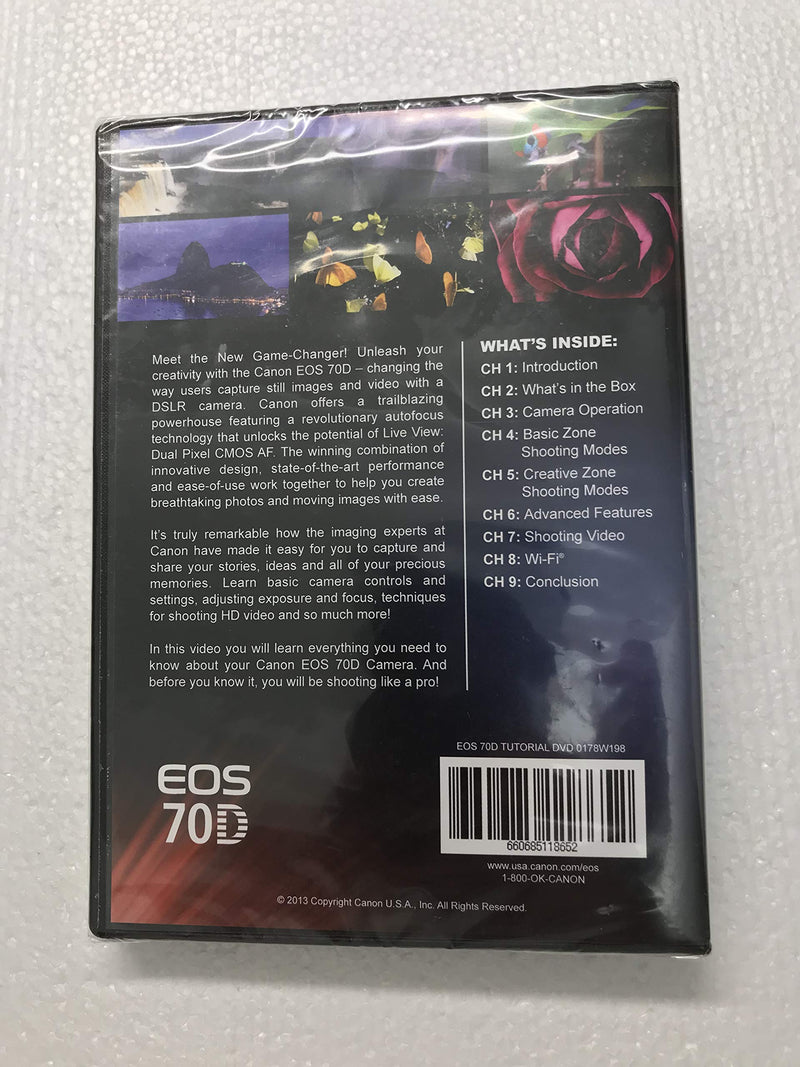 Meet the New Game-Changer! Unleash your
creativity with the Canon EOS 70D – changing the
way users capture still images and video with a
DSLR camera. Canon offers a trailblazing
powerhouse featuring a revolutionary autofocus
technology that unlocks the potential of Live View:
Dual Pixel CMOS AF. The winning combination of
innovative design, state-of-the-art performance
and ease-of-use work together to help you create
breathtaking photos and moving images with ease.
It's truly remarkable how the imaging experts at
Canon have made it easy for you to capture and
share your stories, ideas and all of your precious
memories. Learn basic camera controls and
settings, adjusting exposure and focus, techniques
for shooting HD video and so much more!
In this video you will learn everything you need to
know about your Canon EOS 70D Camera. And
before you know it, you will be shooting like a pro!
WHAT'S INSIDE:
CH 1: Introduction
CH 2: What's in the Box
CH 3: Camera Operation
CH 4: Basic Zone
Shooting Modes
CH 5: Creative Zone
Shooting Modes
CH 6: Advanced Features
CH 7: Shooting Video
CH 8: Wi-Fi®
CH 9: Conclusion
EOS 70D TUTORIAL DVD 0178W198
660685118652
www.usa.canon.com/eos
1-800-OK-CANON
EOS
70D
© 2013 Copyright Canon U.S.A., Inc. All Rights Reserved.